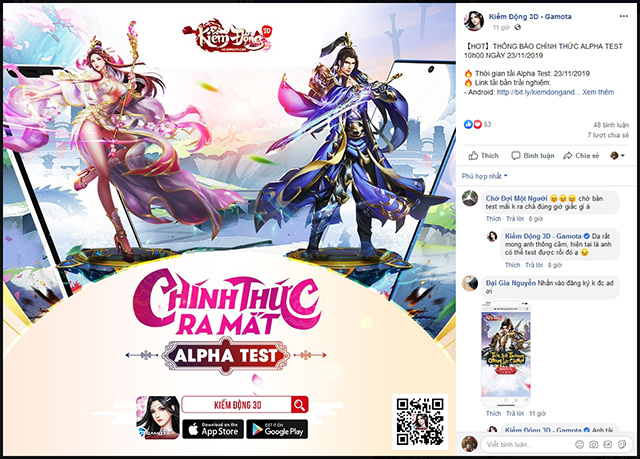 Kiếm Động 3D
CHÍNH THỨC
RA MẮT
ALPHA TEST
GAMOTA
KIẾM ĐỘNG 3D
Download on the
App Store
GET IT ON
Google Play
Kiếm Động 3D - Gamota
11 giờ
【HOT】THÔNG BÁO CHÍNH THỨC ALPHA TEST
10h00 NGÀY 23/11/2019
Thời gian tải Alpha Test: 23/11/2019
Link tải bản trải nghiệm:
- Android: http://bit.ly/kiemdongand... Xem thêm
53
48 bình luận
7 lượt chia sẻ
Thích
Bình luận
Chia sẻ
Phù hợp nhất
Chờ Đợi Một Người chờ bản
test mãi k ra chả đúng giờ giấc gì ả
Thích · Trả lời · 8 giờ
Kiếm Động 3D - Gamota Dạ rất
mong anh thông cảm, hiện tại là anh
có thể test được rồi đó ạ
Thích · Trả lời · 8 giờ
Đại Gia Nguyễn Nhấn vào đăng ký k đc ad
ơi
Thích · Trả lời · 11 giờ
Kiếm Động 3D - Gamota Anh tải
Viết bình luận...